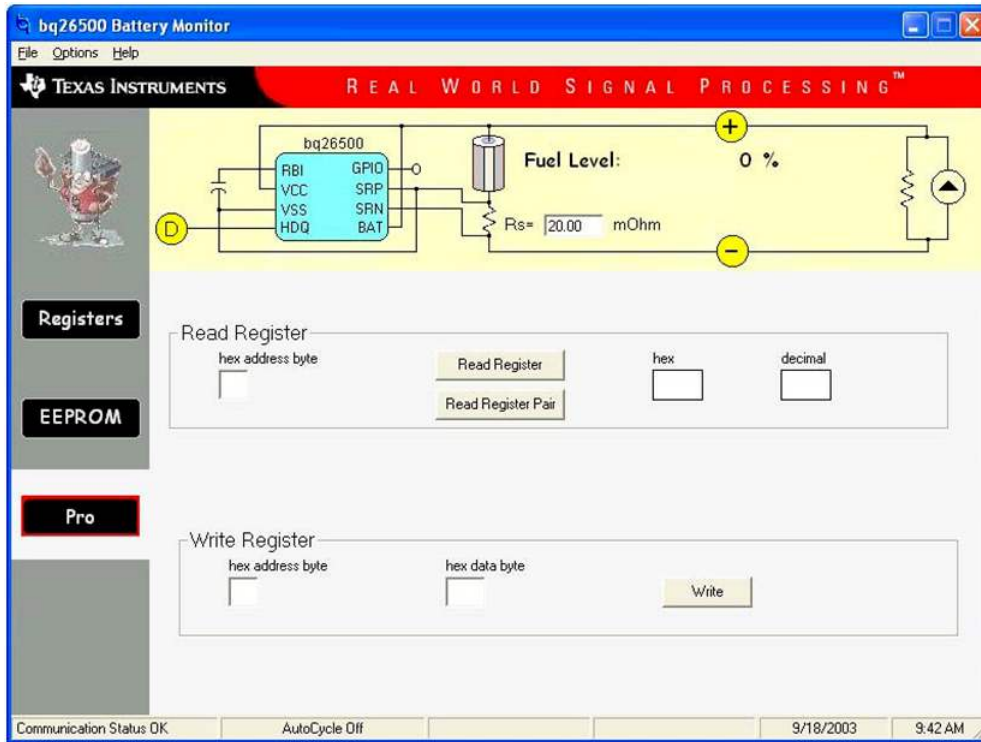 bq26500 Battery Monitor
File Options Help
TEXAS INSTRUMENTS REAL WORLD SIGNAL PROCESSING™
bq26500
RBI GPIO
VCC SRP
VSS SRN
HDQ BAT
D
+
Fuel Level: 0 %
Rs= 20.00 mOhm
−
Registers
EEPROM
Pro
Read Register
hex address byte
Read Register
Read Register Pair
hex
decimal
Write Register
hex address byte
hex data byte
Write
Communication Status OK AutoCycle Off 9/18/2003 9:42 AM